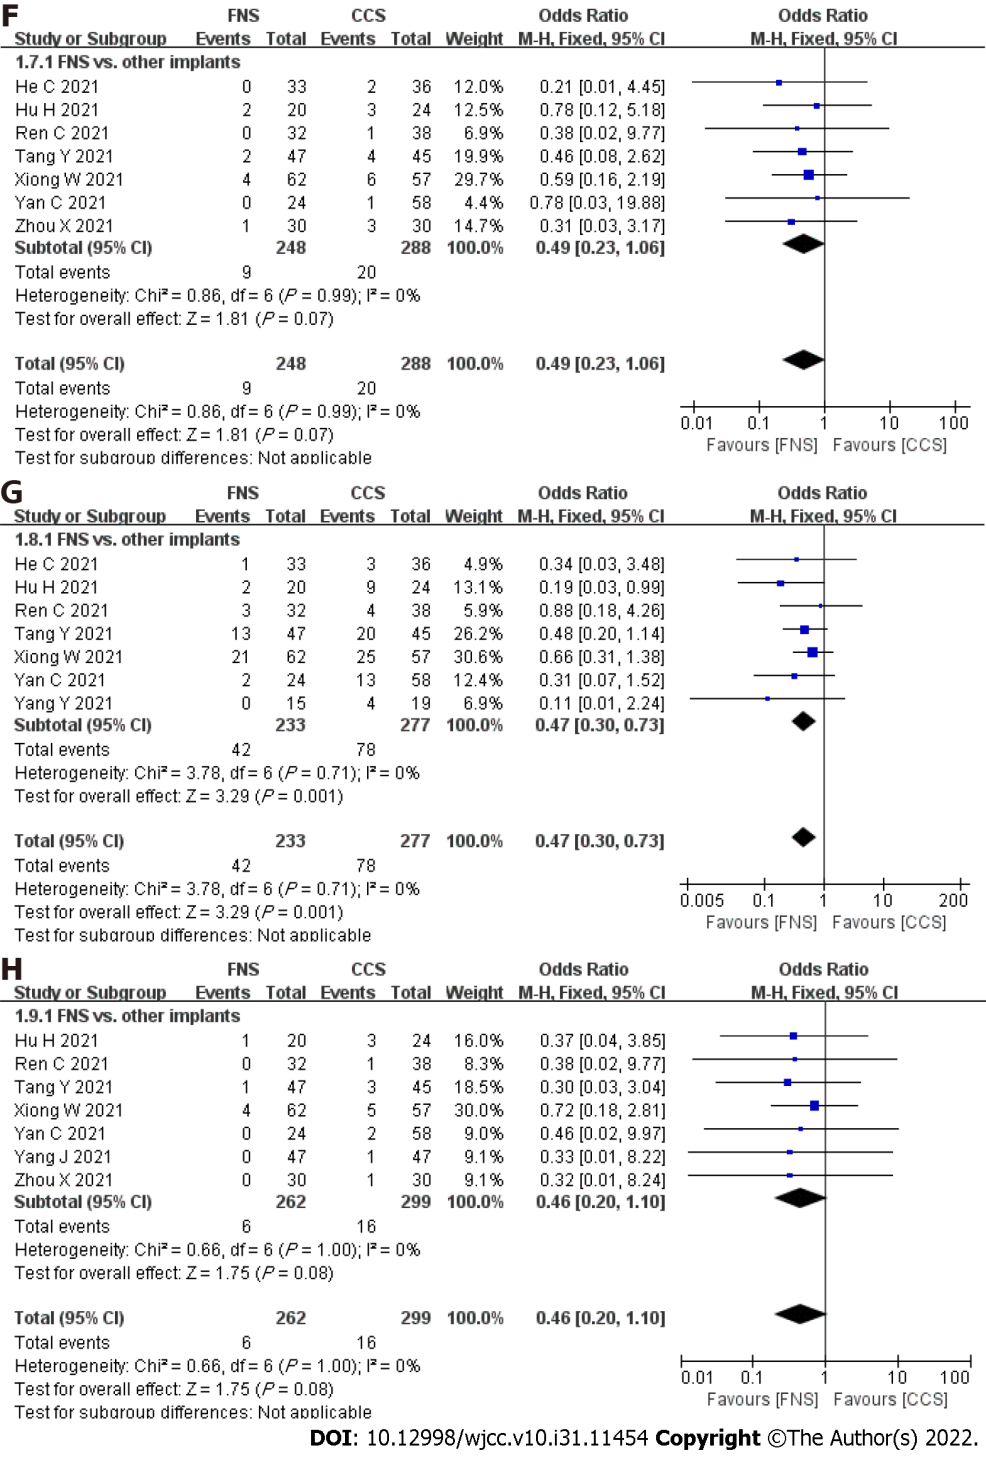 F
FNS CCS Odds Ratio Odds Ratio
Study or Subgroup Events Total Events Total Weight M-H, Fixed, 95% CI M-H, Fixed, 95% CI
1.7.1 FNS vs. other implants
He C 2021 0 33 2 36 12.0% 0.21 [0.01, 4.45]
Hu H 2021 2 20 3 24 12.5% 0.78 [0.12, 5.18]
Ren C 2021 0 32 1 38 6.9% 0.38 [0.02, 9.77]
Tang Y 2021 2 47 4 45 19.9% 0.46 [0.08, 2.62]
Xiong W 2021 4 62 6 57 29.7% 0.59 [0.16, 2.19]
Yan C 2021 0 24 1 58 4.4% 0.78 [0.03, 19.88]
Zhou X 2021 1 30 3 30 14.7% 0.31 [0.03, 3.17]
Subtotal (95% CI) 248 288 100.0% 0.49 [0.23, 1.06]
Total events 9 20
Heterogeneity: Chi² = 0.86, df = 6 (P = 0.99); I² = 0%
Test for overall effect: Z = 1.81 (P = 0.07)
Total (95% CI) 248 288 100.0% 0.49 [0.23, 1.06]
Total events 9 20
Heterogeneity: Chi² = 0.86, df = 6 (P = 0.99); I² = 0%
0.01 0.1 1 10 100
Test for overall effect: Z = 1.81 (P = 0.07)
Favours [FNS] Favours [CCS]
Test for subgroup differences: Not applicable
G
FNS CCS Odds Ratio Odds Ratio
Study or Subgroup Events Total Events Total Weight M-H, Fixed, 95% CI M-H, Fixed, 95% CI
1.8.1 FNS vs. other implants
He C 2021 1 33 3 36 4.9% 0.34 [0.03, 3.48]
Hu H 2021 2 20 9 24 13.1% 0.19 [0.03, 0.99]
Ren C 2021 3 32 4 38 5.9% 0.88 [0.18, 4.26]
Tang Y 2021 13 47 20 45 26.2% 0.48 [0.20, 1.14]
Xiong W 2021 21 62 25 57 30.6% 0.66 [0.31, 1.38]
Yan C 2021 2 24 13 58 12.4% 0.31 [0.07, 1.52]
Yang Y 2021 0 15 4 19 6.9% 0.11 [0.01, 2.24]
Subtotal (95% CI) 233 277 100.0% 0.47 [0.30, 0.73]
Total events 42 78
Heterogeneity: Chi² = 3.78, df = 6 (P = 0.71); I² = 0%
Test for overall effect: Z = 3.29 (P = 0.001)
Total (95% CI) 233 277 100.0% 0.47 [0.30, 0.73]
Total events 42 78
Heterogeneity: Chi² = 3.78, df = 6 (P = 0.71); I² = 0%
0.005 0.1 1 10 200
Test for overall effect: Z = 3.29 (P = 0.001)
Favours [FNS] Favours [CCS]
Test for subgroup differences: Not applicable
H
FNS CCS Odds Ratio Odds Ratio
Study or Subgroup Events Total Events Total Weight M-H, Fixed, 95% CI M-H, Fixed, 95% CI
1.9.1 FNS vs. other implants
Hu H 2021 1 20 3 24 16.0% 0.37 [0.04, 3.85]
Ren C 2021 0 32 1 38 8.3% 0.38 [0.02, 9.77]
Tang Y 2021 1 47 3 45 18.5% 0.30 [0.03, 3.04]
Xiong W 2021 4 62 5 57 30.0% 0.72 [0.18, 2.81]
Yan C 2021 0 24 2 58 9.0% 0.46 [0.02, 9.97]
Yang J 2021 0 47 1 47 9.1% 0.33 [0.01, 8.22]
Zhou X 2021 0 30 1 30 9.1% 0.32 [0.01, 8.24]
Subtotal (95% CI) 262 299 100.0% 0.46 [0.20, 1.10]
Total events 6 16
Heterogeneity: Chi² = 0.66, df = 6 (P = 1.00); I² = 0%
Test for overall effect: Z = 1.75 (P = 0.08)
Total (95% CI) 262 299 100.0% 0.46 [0.20, 1.10]
Total events 6 16
Heterogeneity: Chi² = 0.66, df = 6 (P = 1.00); I² = 0%
0.01 0.1 1 10 100
Test for overall effect: Z = 1.75 (P = 0.08)
Favours [FNS] Favours [CCS]
Test for subgroup differences: Not applicable
DOI: 10.12998/wjcc.v10.i31.11454 Copyright ©The Author(s) 2022.